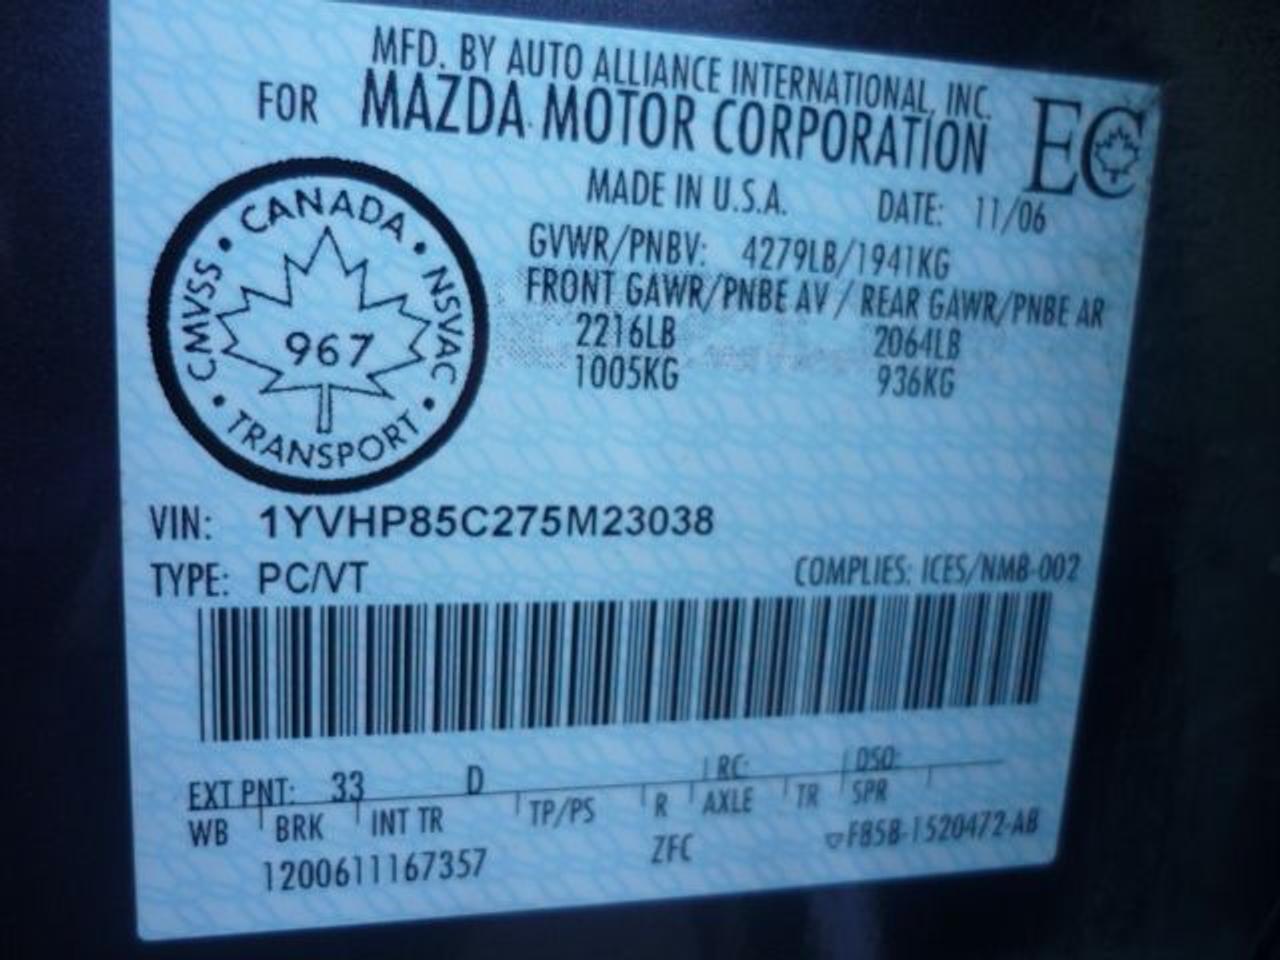 MFD. BY AUTO ALLIANCE INTERNATIONAL, INC.
FOR MAZDA MOTOR CORPORATION
EC
MADE IN U.S.A. DATE: 11/06
GVWR/PNBV: 4279LB/1941KG
FRONT GAWR/PNBE AV / REAR GAWR/PNBE AR
2216LB 2064LB
1005KG 936KG
CANADA
CMVSS
NSVAC
967
TRANSPORT
VIN: 1YVHP85C275M23038
TYPE: PC/VT COMPLIES: ICES/NMB-002
EXT PNT: 33 D RC: DSO:
WB BRK INT TR TP/PS R AXLE TR SPR
1200611167357 ZFC ▽F85B-1520472-AB